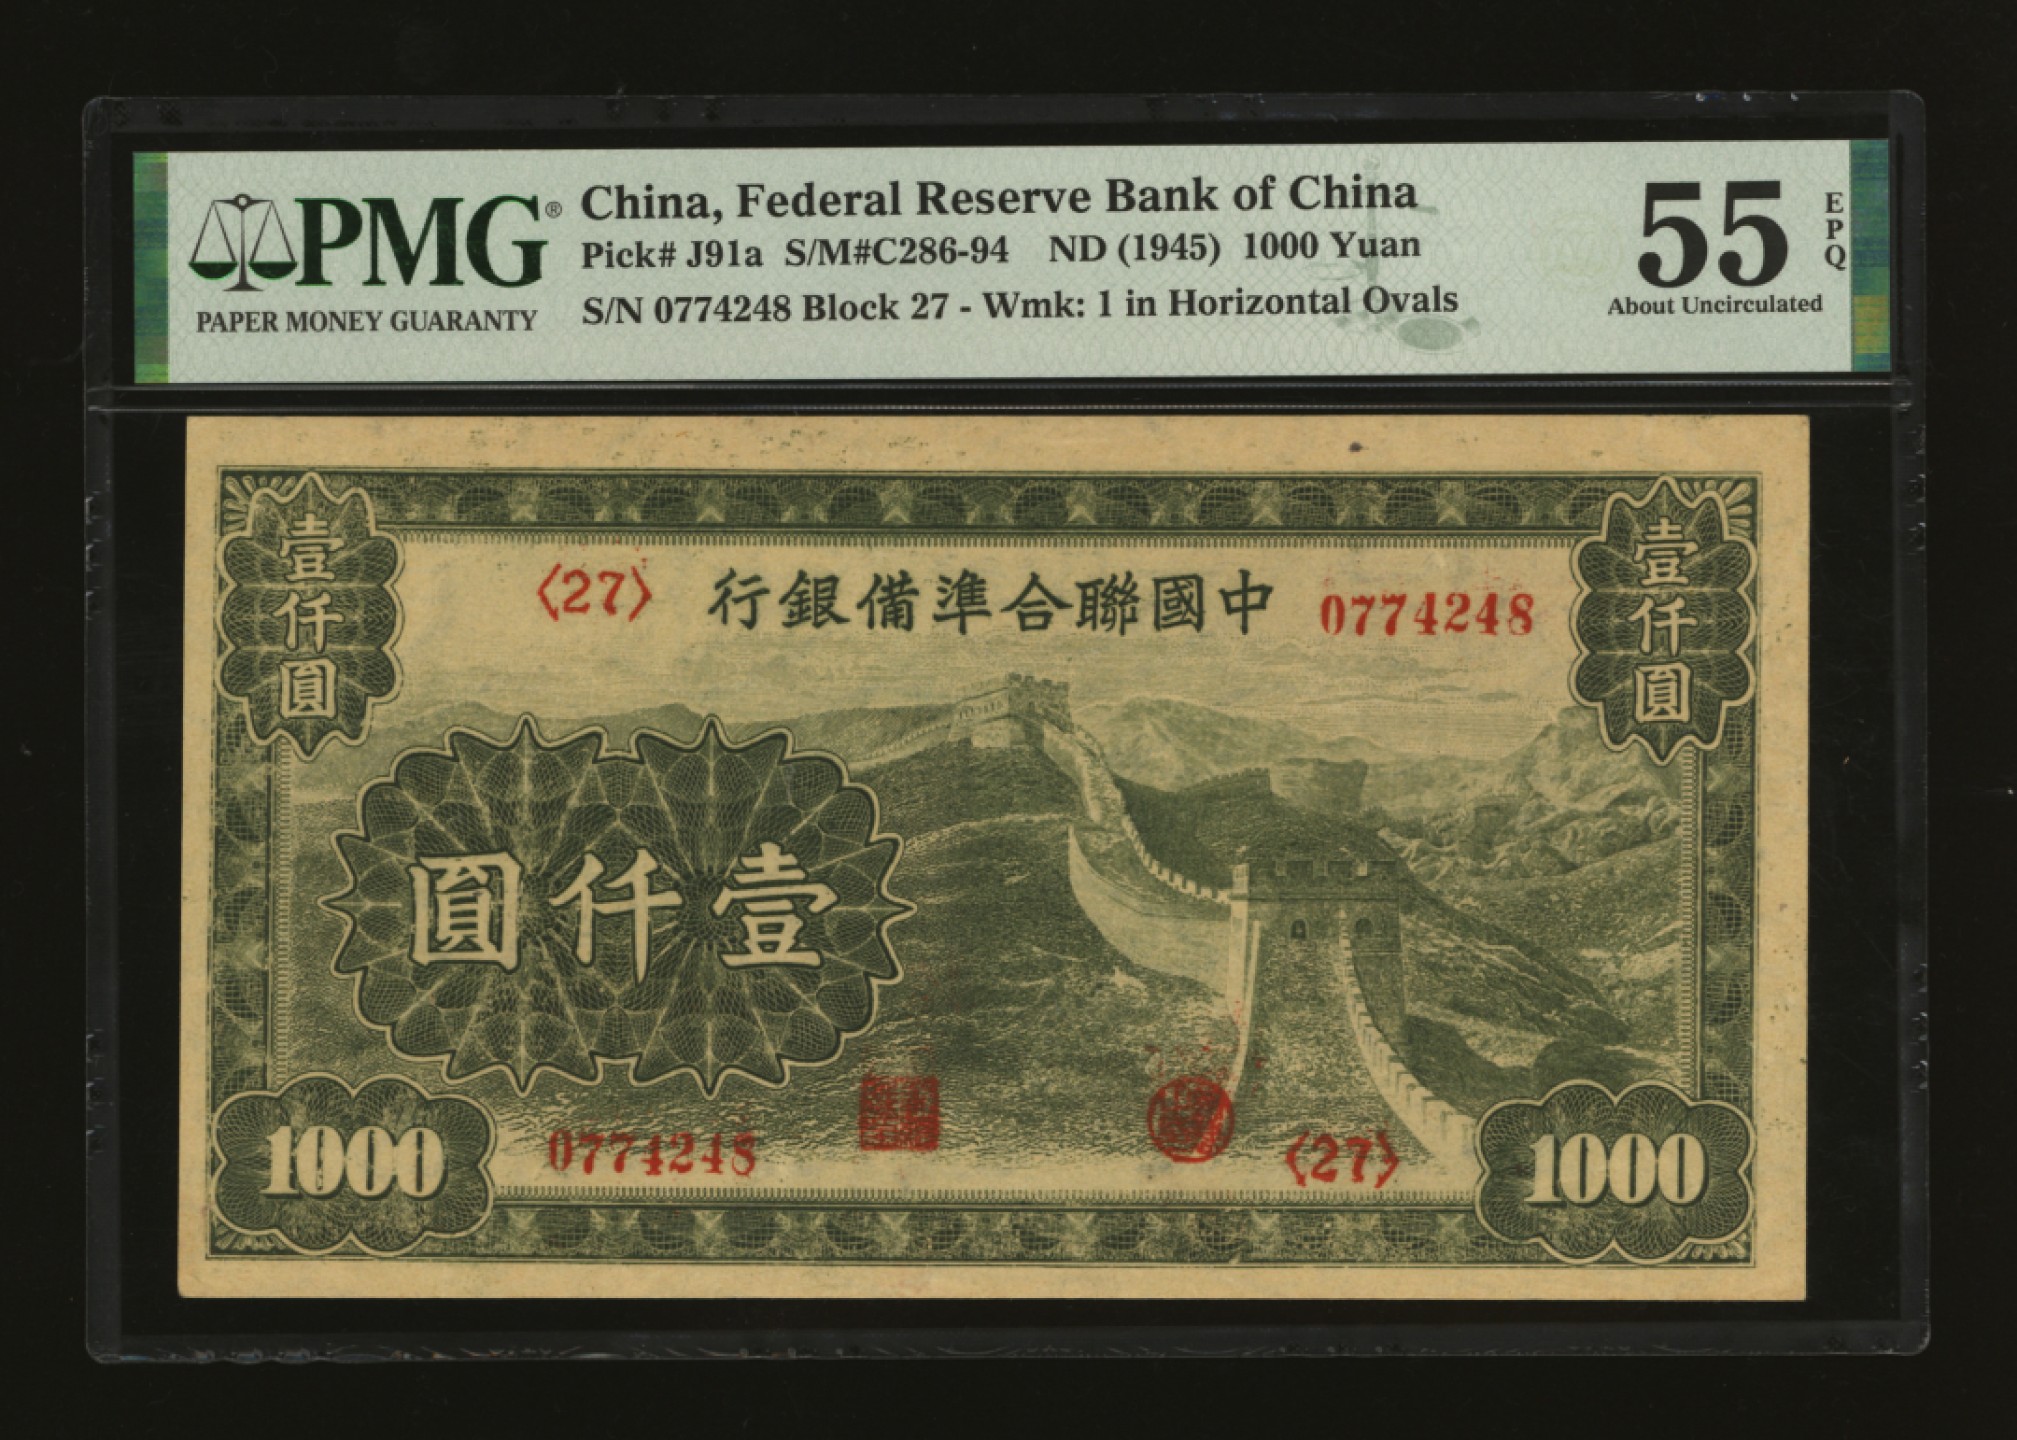 PMG®
PAPER MONEY GUARANTY
China, Federal Reserve Bank of China
Pick# J91a S/M#C286-94 ND (1945) 1000 Yuan
S/N 0774248 Block 27 - Wmk: 1 in Horizontal Ovals
55
EPQ
About Uncirculated
壹仟圓
〈27〉
行銀備準合聯國中
0774248
壹仟圓
圓仟壹
1000
0774248
〈27〉
1000